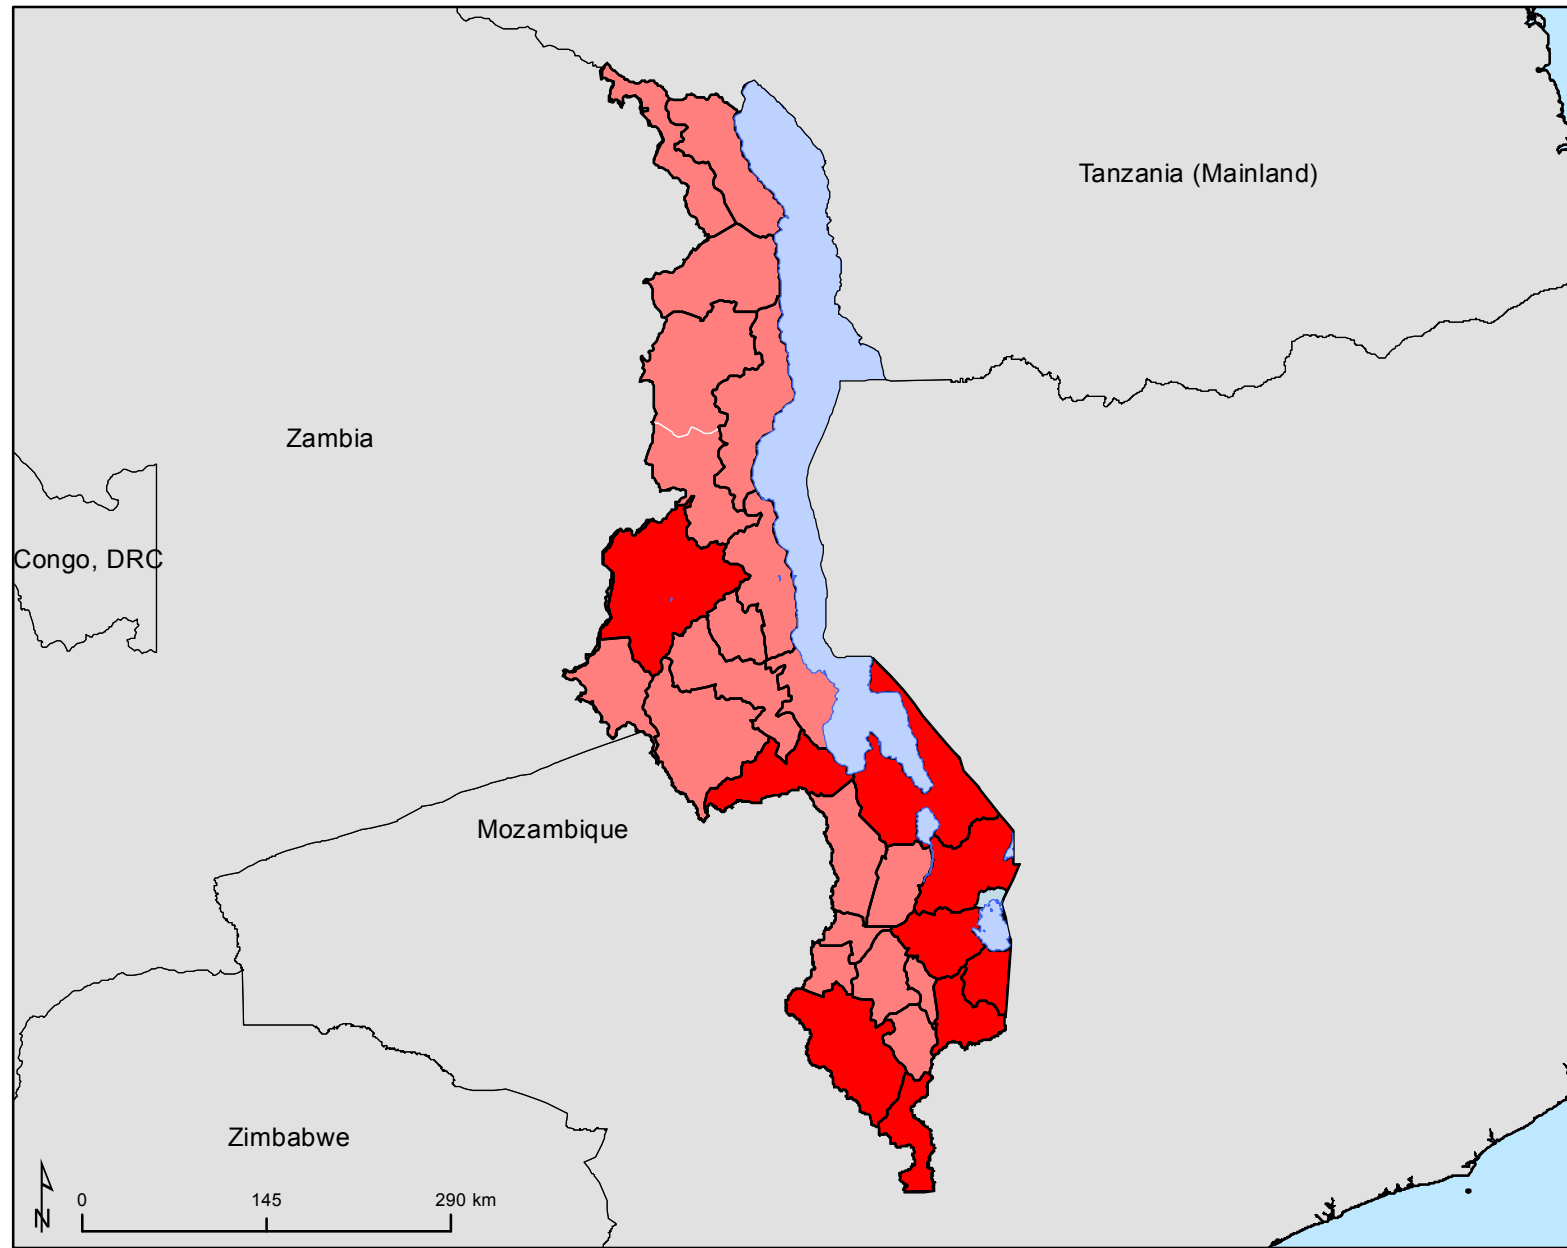 Tanzania (Mainland)
Zambia
Congo, DRC
Mozambique
Zimbabwe
N
0 145 290 km